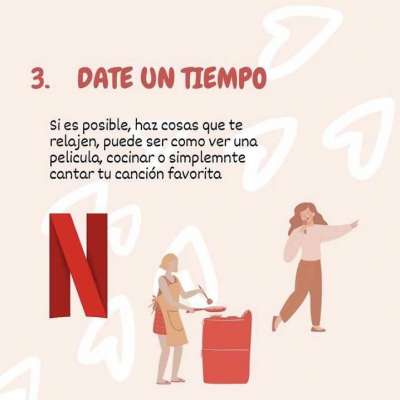 3. DATE UN TIEMPO
Si es posible, haz cosas que te
relajen, puede ser como ver una
pelicula, cocinar o simplemnte
cantar tu canción favorita
N